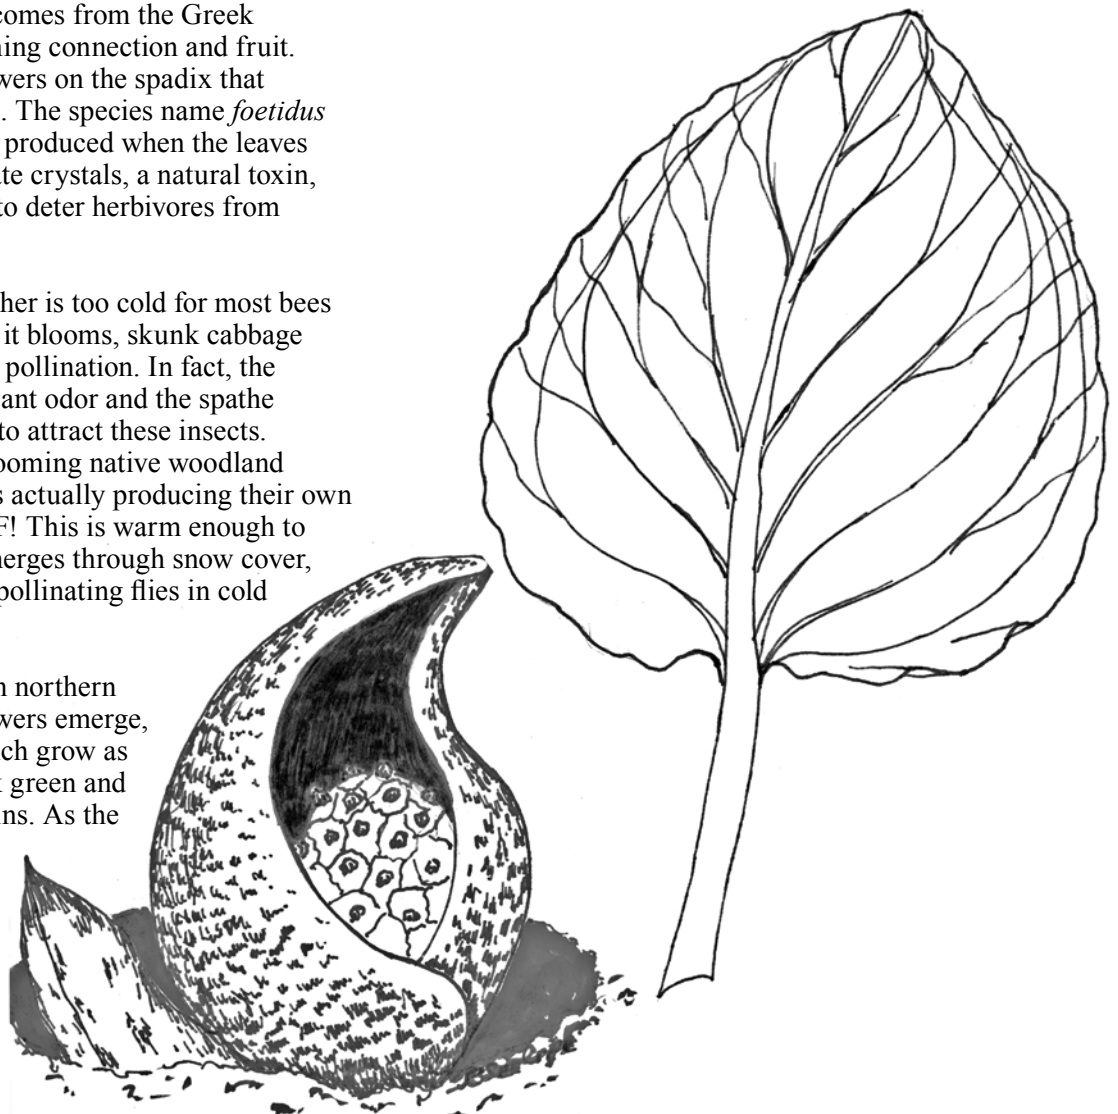 comes from the Greek
ning connection and fruit.
wers on the spadix that
. The species name foetidus
produced when the leaves
ate crystals, a natural toxin,
to deter herbivores from
ther is too cold for most bees
it blooms, skunk cabbage
pollination. In fact, the
ant odor and the spathe
to attract these insects.
ooming native woodland
s actually producing their own
F! This is warm enough to
merges through snow cover,
pollinating flies in cold
n northern
wers emerge,
ich grow as
t green and
ins. As the